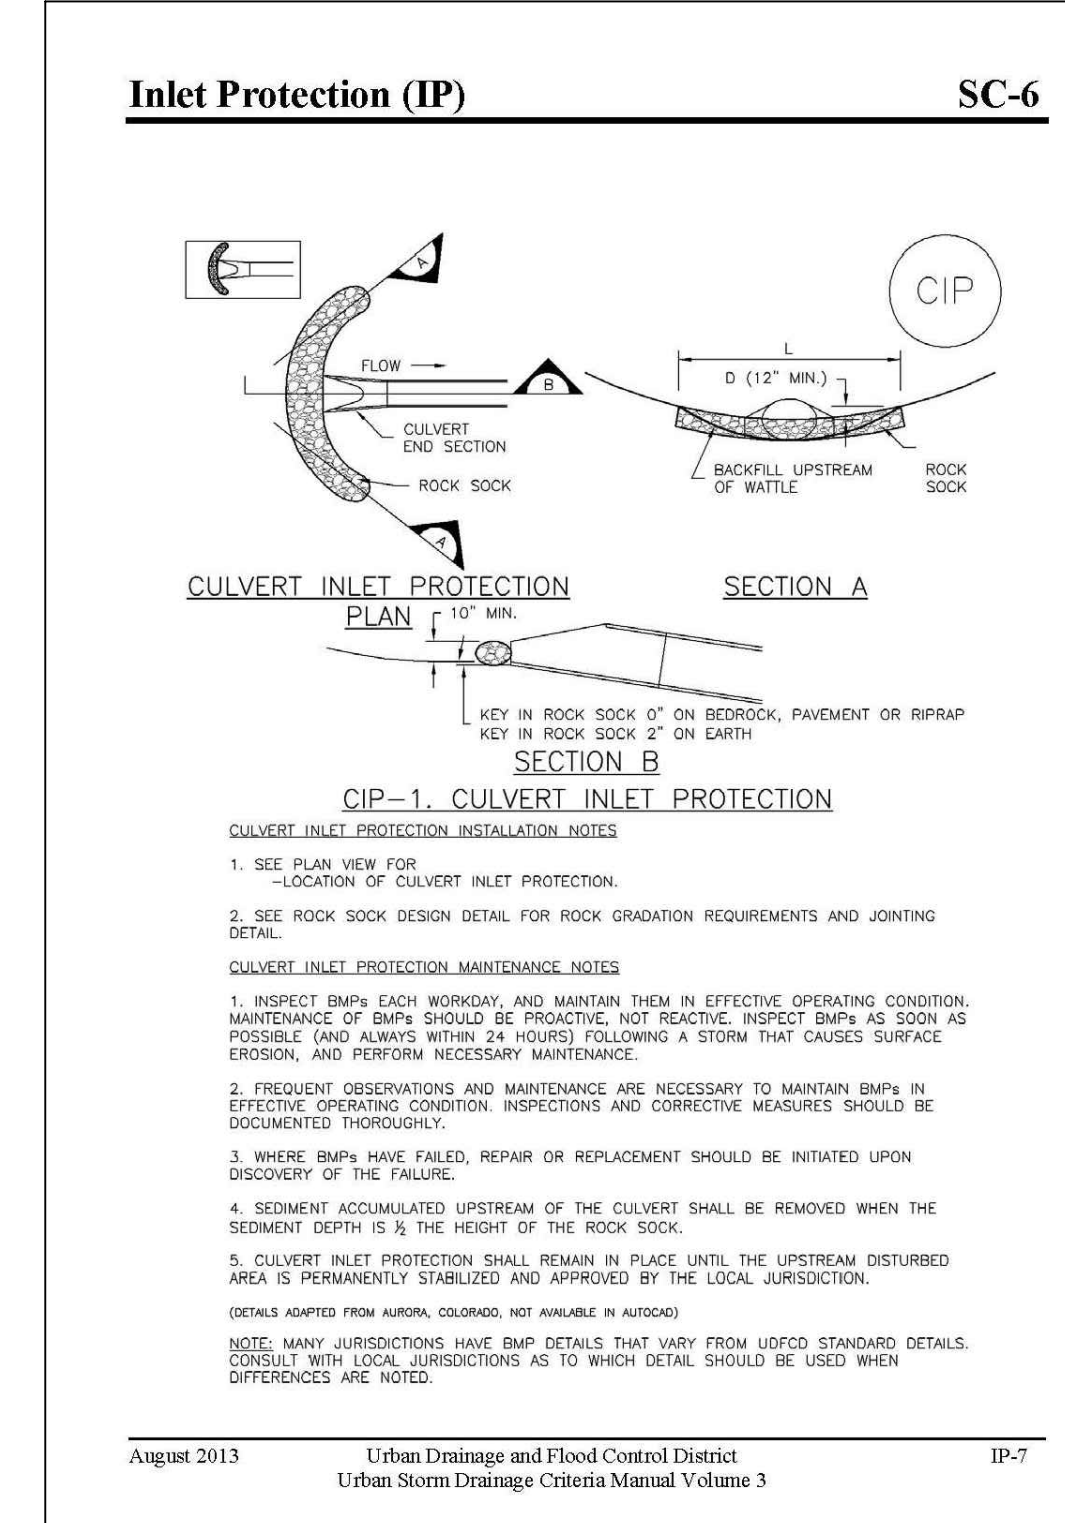 Inlet Protection (IP) SC-6
A
FLOW
B
CULVERT
END SECTION
ROCK SOCK
A
CULVERT INLET PROTECTION
PLAN
CIP
L
D (12" MIN.)
BACKFILL UPSTREAM
OF WATTLE
ROCK
SOCK
SECTION A
10" MIN.
KEY IN ROCK SOCK 0" ON BEDROCK, PAVEMENT OR RIPRAP
KEY IN ROCK SOCK 2" ON EARTH
SECTION B
CIP-1. CULVERT INLET PROTECTION
CULVERT INLET PROTECTION INSTALLATION NOTES
1. SEE PLAN VIEW FOR
-LOCATION OF CULVERT INLET PROTECTION.
2. SEE ROCK SOCK DESIGN DETAIL FOR ROCK GRADATION REQUIREMENTS AND JOINTING
DETAIL.
CULVERT INLET PROTECTION MAINTENANCE NOTES
1. INSPECT BMPs EACH WORKDAY, AND MAINTAIN THEM IN EFFECTIVE OPERATING CONDITION.
MAINTENANCE OF BMPs SHOULD BE PROACTIVE, NOT REACTIVE. INSPECT BMPs AS SOON AS
POSSIBLE (AND ALWAYS WITHIN 24 HOURS) FOLLOWING A STORM THAT CAUSES SURFACE
EROSION, AND PERFORM NECESSARY MAINTENANCE.
2. FREQUENT OBSERVATIONS AND MAINTENANCE ARE NECESSARY TO MAINTAIN BMPs IN
EFFECTIVE OPERATING CONDITION. INSPECTIONS AND CORRECTIVE MEASURES SHOULD BE
DOCUMENTED THOROUGHLY.
3. WHERE BMPs HAVE FAILED, REPAIR OR REPLACEMENT SHOULD BE INITIATED UPON
DISCOVERY OF THE FAILURE.
4. SEDIMENT ACCUMULATED UPSTREAM OF THE CULVERT SHALL BE REMOVED WHEN THE
SEDIMENT DEPTH IS ½ THE HEIGHT OF THE ROCK SOCK.
5. CULVERT INLET PROTECTION SHALL REMAIN IN PLACE UNTIL THE UPSTREAM DISTURBED
AREA IS PERMANENTLY STABILIZED AND APPROVED BY THE LOCAL JURISDICTION.
(DETAILS ADAPTED FROM AURORA, COLORADO, NOT AVAILABLE IN AUTOCAD)
NOTE: MANY JURISDICTIONS HAVE BMP DETAILS THAT VARY FROM UDFCD STANDARD DETAILS.
CONSULT WITH LOCAL JURISDICTIONS AS TO WHICH DETAIL SHOULD BE USED WHEN
DIFFERENCES ARE NOTED.
August 2013 Urban Drainage and Flood Control District IP-7
Urban Storm Drainage Criteria Manual Volume 3